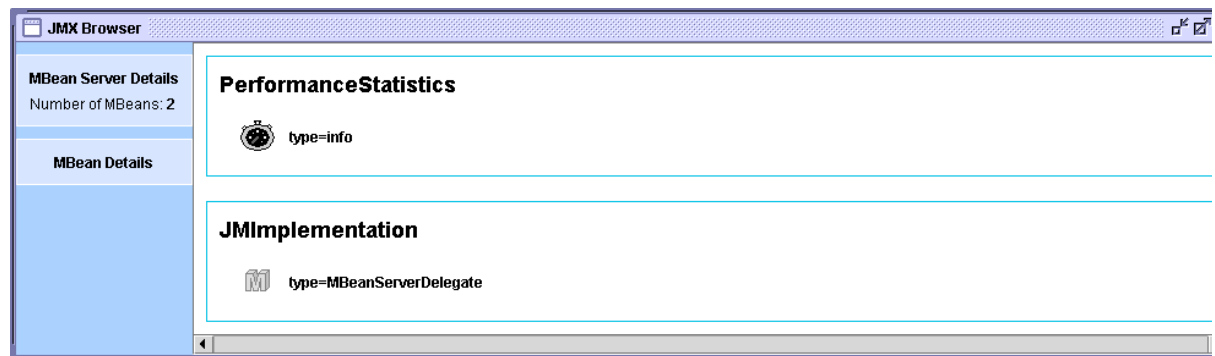 JMX Browser
MBean Server Details
Number of MBeans: 2
MBean Details
PerformanceStatistics
type=info
JMImplementation
M
type=MBeanServerDelegate